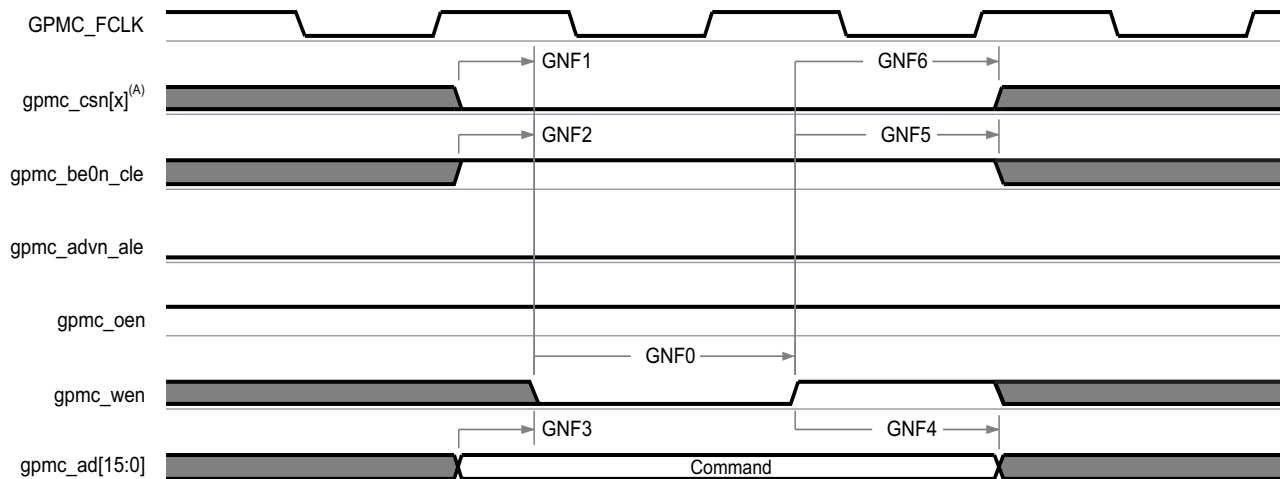 GPMC_FCLK
GNF1
GNF6
gpmc_csn[x](A)
GNF2
GNF5
gpmc_be0n_cle
gpmc_advn_ale
gpmc_oen
GNF0
gpmc_wen
GNF3
GNF4
gpmc_ad[15:0]
Command